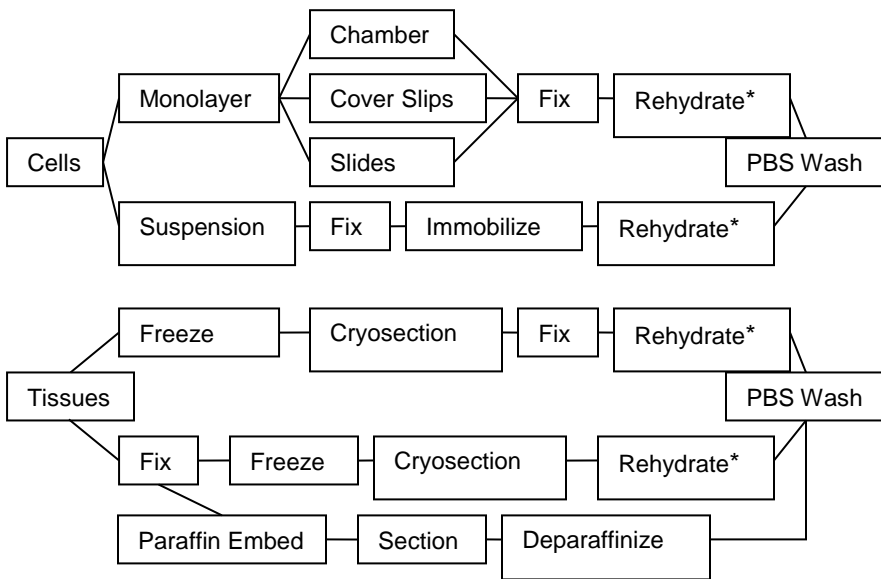 Chamber
Monolayer
Cover Slips
Fix
Rehydrate*
Cells
Slides
PBS Wash
Suspension
Fix
Immobilize
Rehydrate*
Freeze
Cryosection
Fix
Rehydrate*
Tissues
PBS Wash
Fix
Freeze
Cryosection
Rehydrate*
Paraffin Embed
Section
Deparaffinize